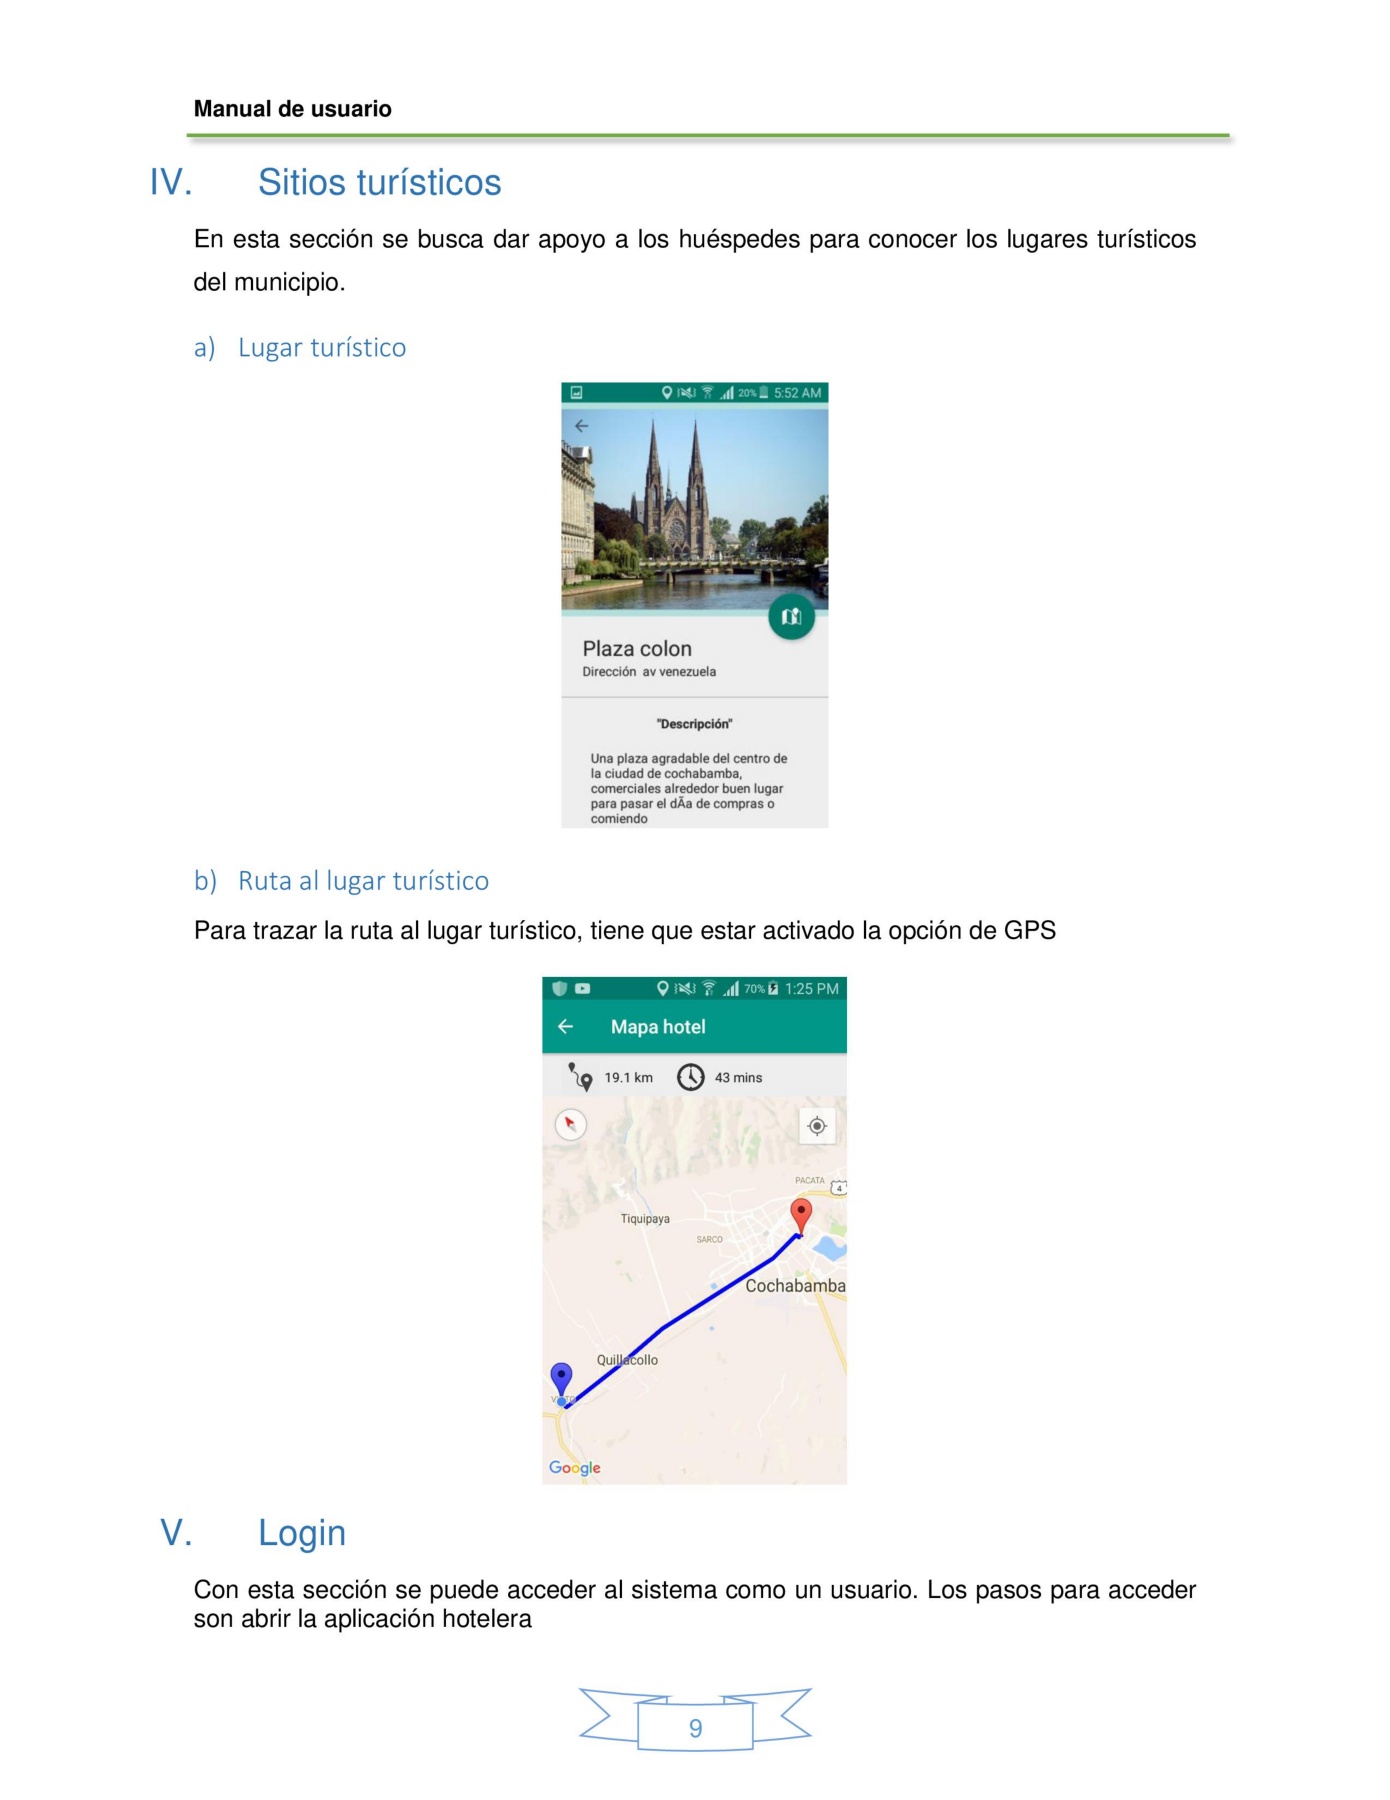 Manual de usuario
IV. Sitios turísticos
En esta sección se busca dar apoyo a los huéspedes para conocer los lugares turísticos
del municipio.
a) Lugar turístico
20% 5:52 AM
Plaza colon
Dirección av venezuela
"Descripción"
Una plaza agradable del centro de
la ciudad de cochabamba,
comerciales alrededor buen lugar
para pasar el dÃa de compras o
comiendo
b) Ruta al lugar turístico
Para trazar la ruta al lugar turístico, tiene que estar activado la opción de GPS
70% 1:25 PM
Mapa hotel
19.1 km 43 mins
PACATA
4
Tiquipaya
SARCO
Cochabamba
Quillacollo
Google
V. Login
Con esta sección se puede acceder al sistema como un usuario. Los pasos para acceder
son abrir la aplicación hotelera
9